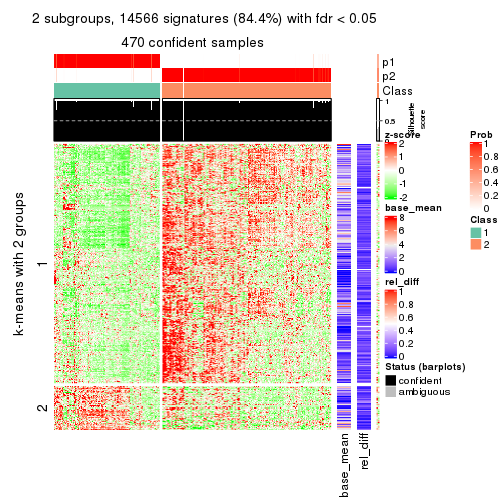 2 subgroups, 14566 signatures (84.4%) with fdr < 0.05
470 confident samples
p1
p2
Class
1
0.5
0
Silhouette
score
k-means with 2 groups
1
2
base_mean
rel_diff
z-score
2
1
0
-1
-2
base_mean
8
6
4
2
0
rel_diff
1
0.8
0.6
0.4
0.2
0
Status (barplots)
confident
ambiguous
Prob
1
0.8
0.6
0.4
0.2
0
Class
1
2